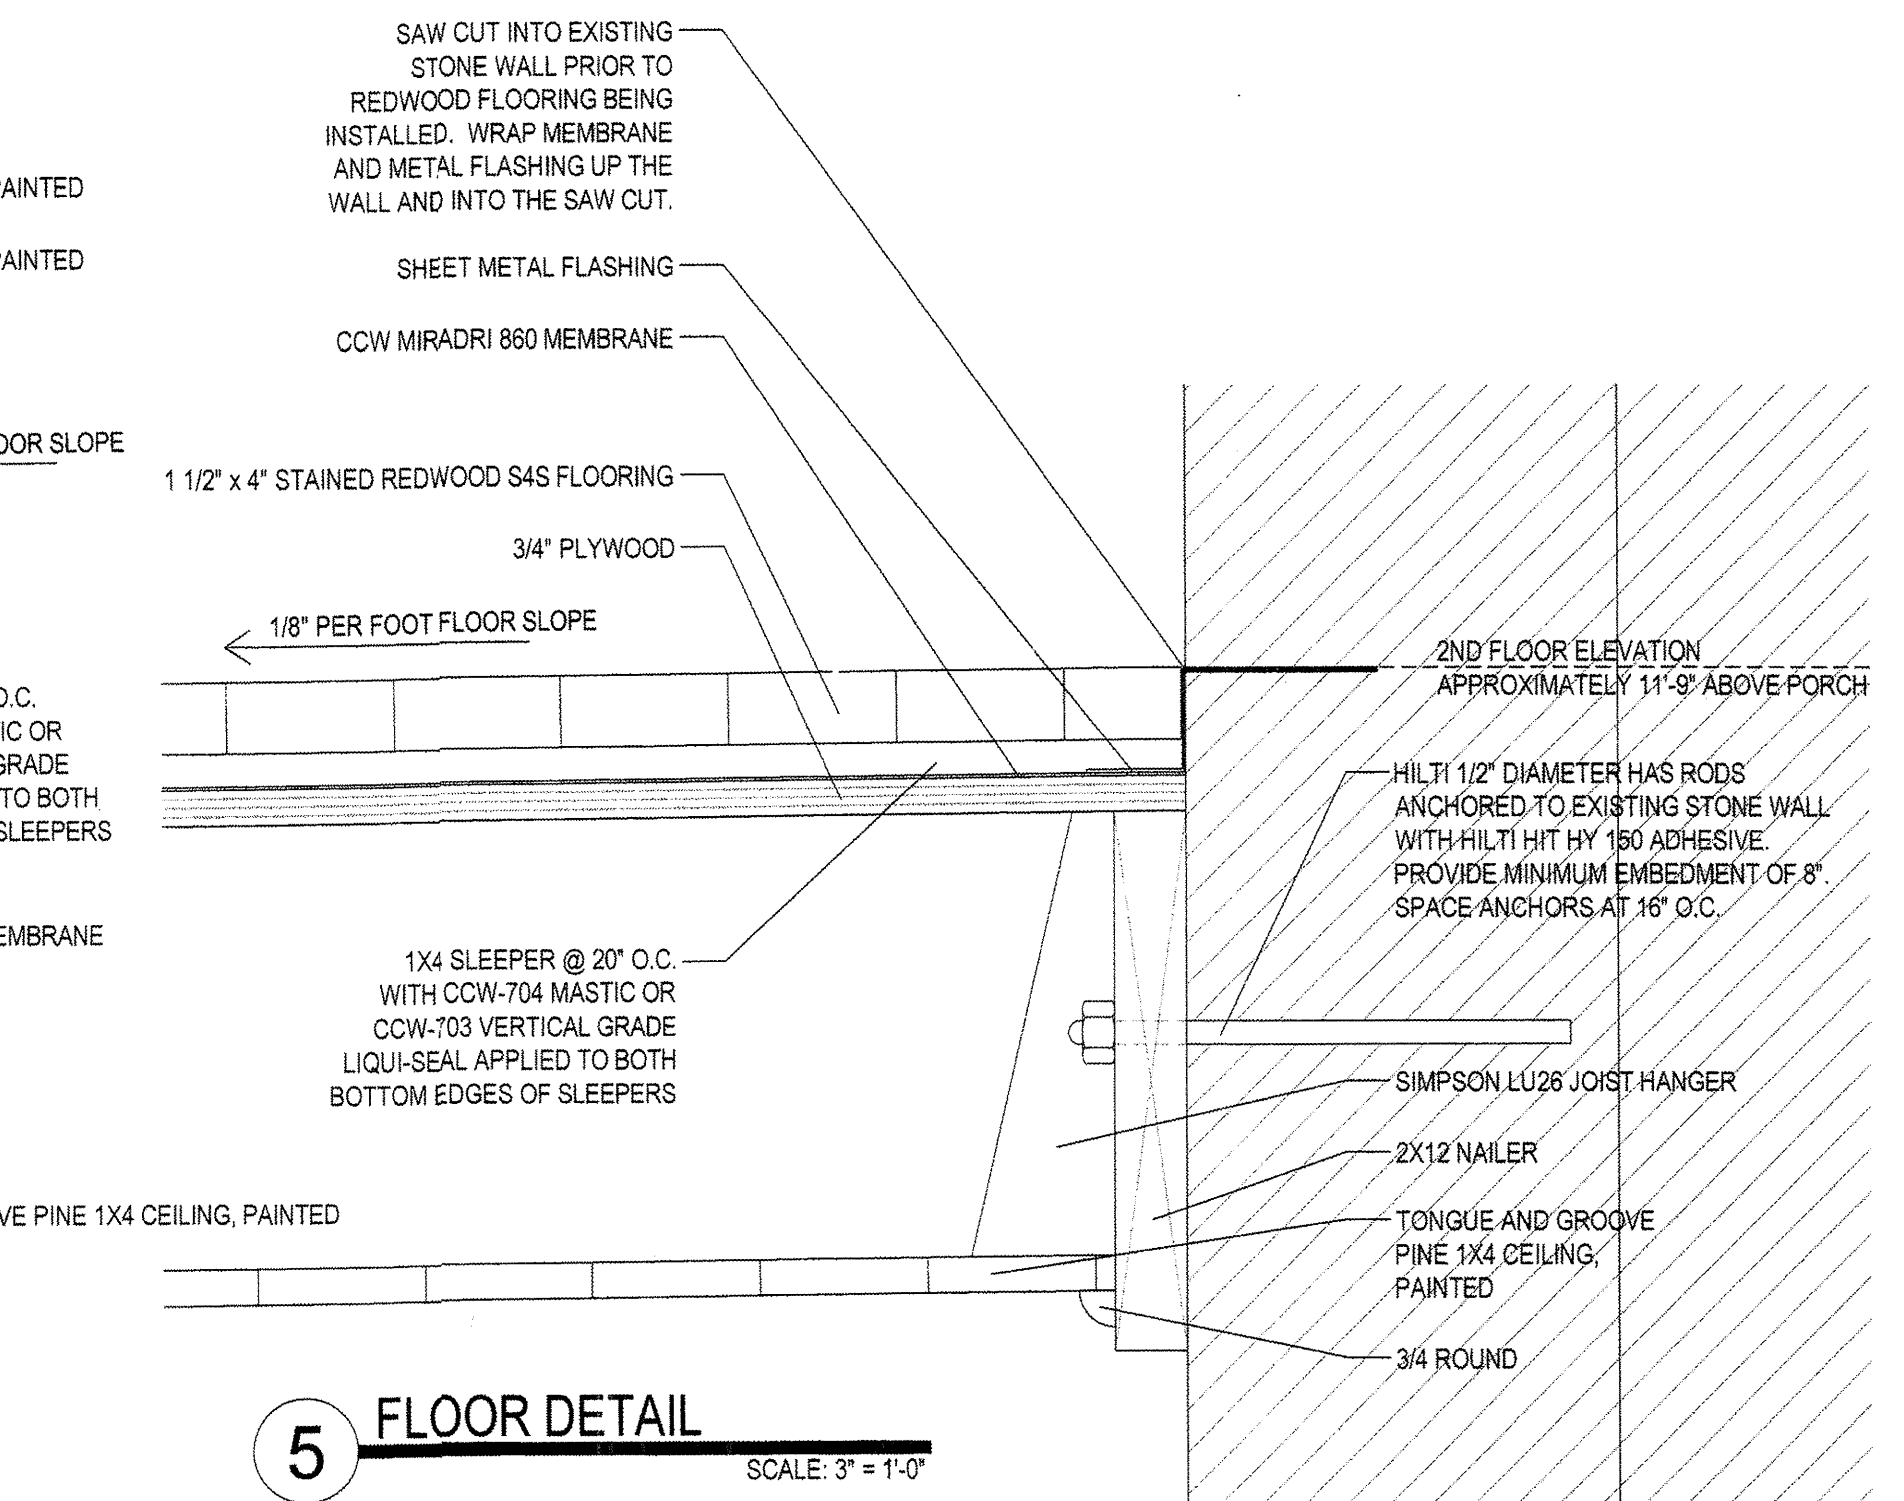 SAW CUT INTO EXISTING
STONE WALL PRIOR TO
REDWOOD FLOORING BEING
INSTALLED. WRAP MEMBRANE
AND METAL FLASHING UP THE
WALL AND INTO THE SAW CUT.
PAINTED
PAINTED
SHEET METAL FLASHING
CCW MIRADRI 860 MEMBRANE
OOR SLOPE
1 1/2" x 4" STAINED REDWOOD S4S FLOORING
3/4" PLYWOOD
1/8" PER FOOT FLOOR SLOPE
2ND FLOOR ELEVATION
APPROXIMATELY 11'-9" ABOVE PORCH
O.C.
IC OR
GRADE
TO BOTH
SLEEPERS
HILTI 1/2" DIAMETER HAS RODS
ANCHORED TO EXISTING STONE WALL
WITH HILTI HIT HY 150 ADHESIVE.
PROVIDE MINIMUM EMBEDMENT OF 8".
SPACE ANCHORS AT 16" O.C.
EMBRANE
1X4 SLEEPER @ 20" O.C.
WITH CCW-704 MASTIC OR
CCW-703 VERTICAL GRADE
LIQUI-SEAL APPLIED TO BOTH
BOTTOM EDGES OF SLEEPERS
SIMPSON LU26 JOIST HANGER
2X12 NAILER
VE PINE 1X4 CEILING, PAINTED
TONGUE AND GROOVE
PINE 1X4 CEILING,
PAINTED
3/4 ROUND
5 FLOOR DETAIL
SCALE: 3" = 1'-0"